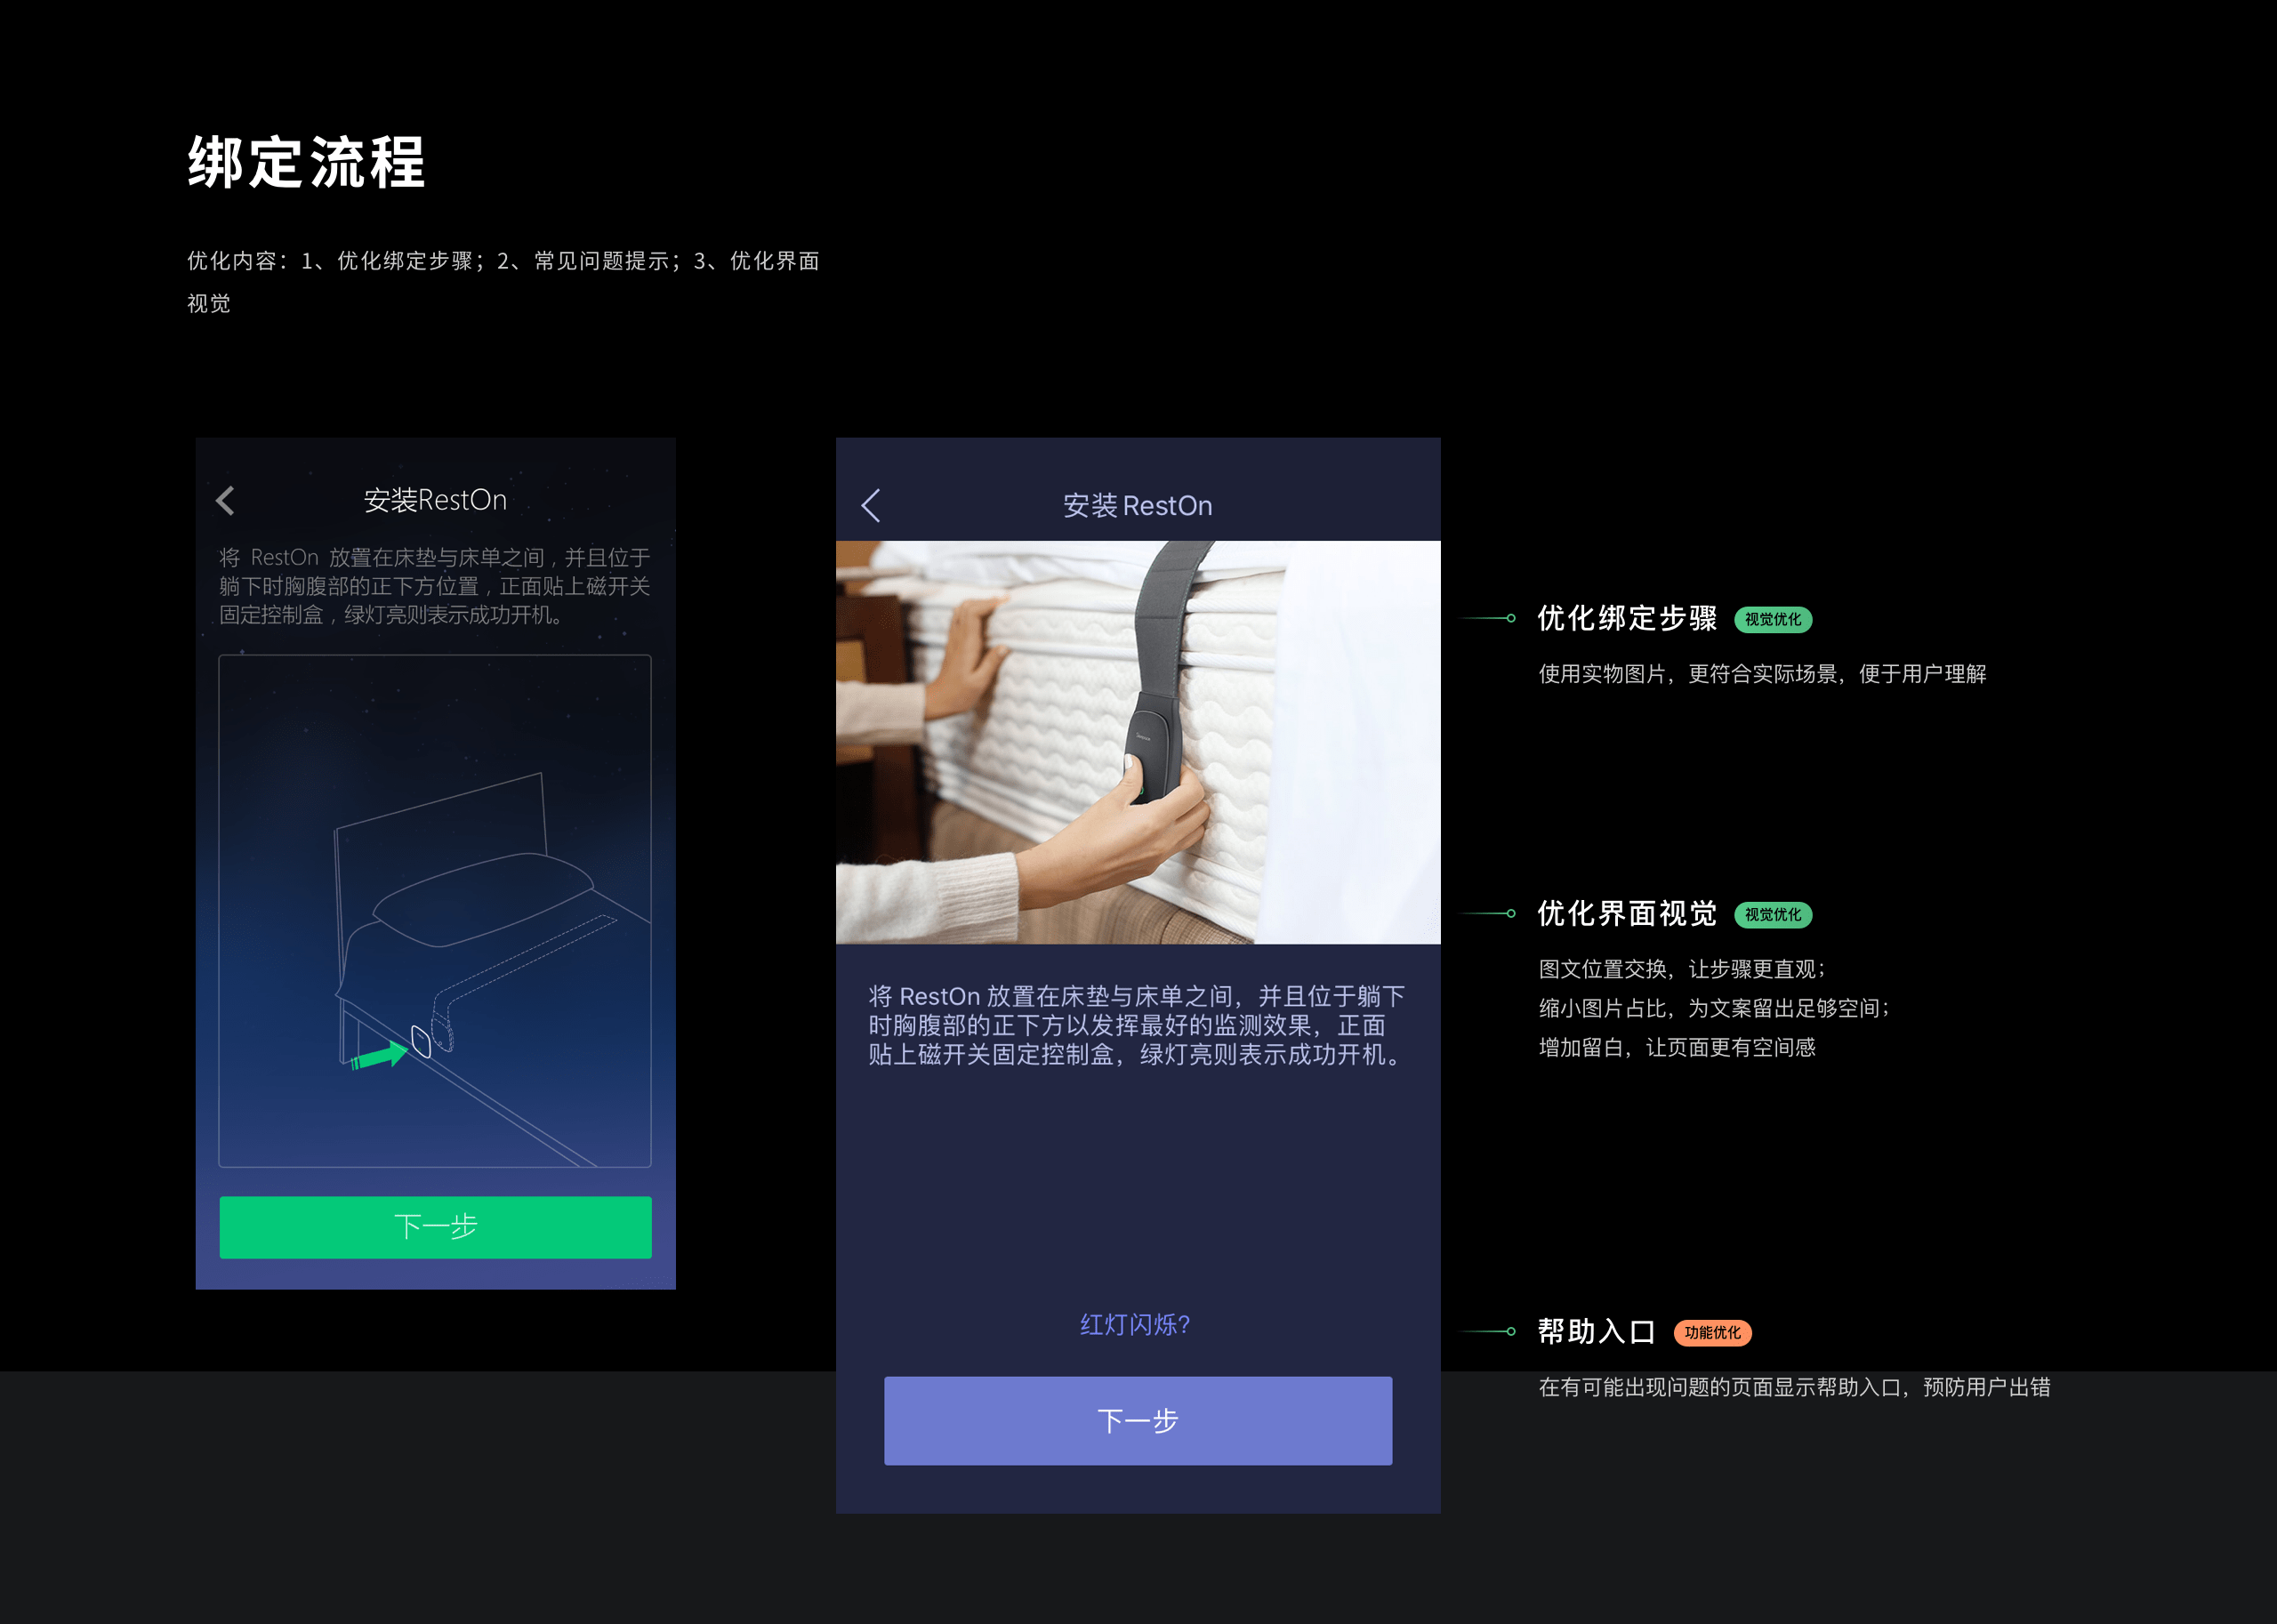 绑定流程
优化内容：1、优化绑定步骤；2、常见问题提示；3、优化界面
视觉
安装RestOn
将 RestOn 放置在床垫与床单之间，并且位于
躺下时胸腹部的正下方位置，正面贴上磁开关
固定控制盒，绿灯亮则表示成功开机。
下一步
安装 RestOn
将 RestOn 放置在床垫与床单之间，并且位于躺下
时胸腹部的正下方以发挥最好的监测效果，正面
贴上磁开关固定控制盒，绿灯亮则表示成功开机。
红灯闪烁?
下一步
优化绑定步骤 视觉优化
使用实物图片，更符合实际场景，便于用户理解
优化界面视觉 视觉优化
图文位置交换，让步骤更直观；
缩小图片占比，为文案留出足够空间；
增加留白，让页面更有空间感
帮助入口 功能优化
在有可能出现问题的页面显示帮助入口，预防用户出错